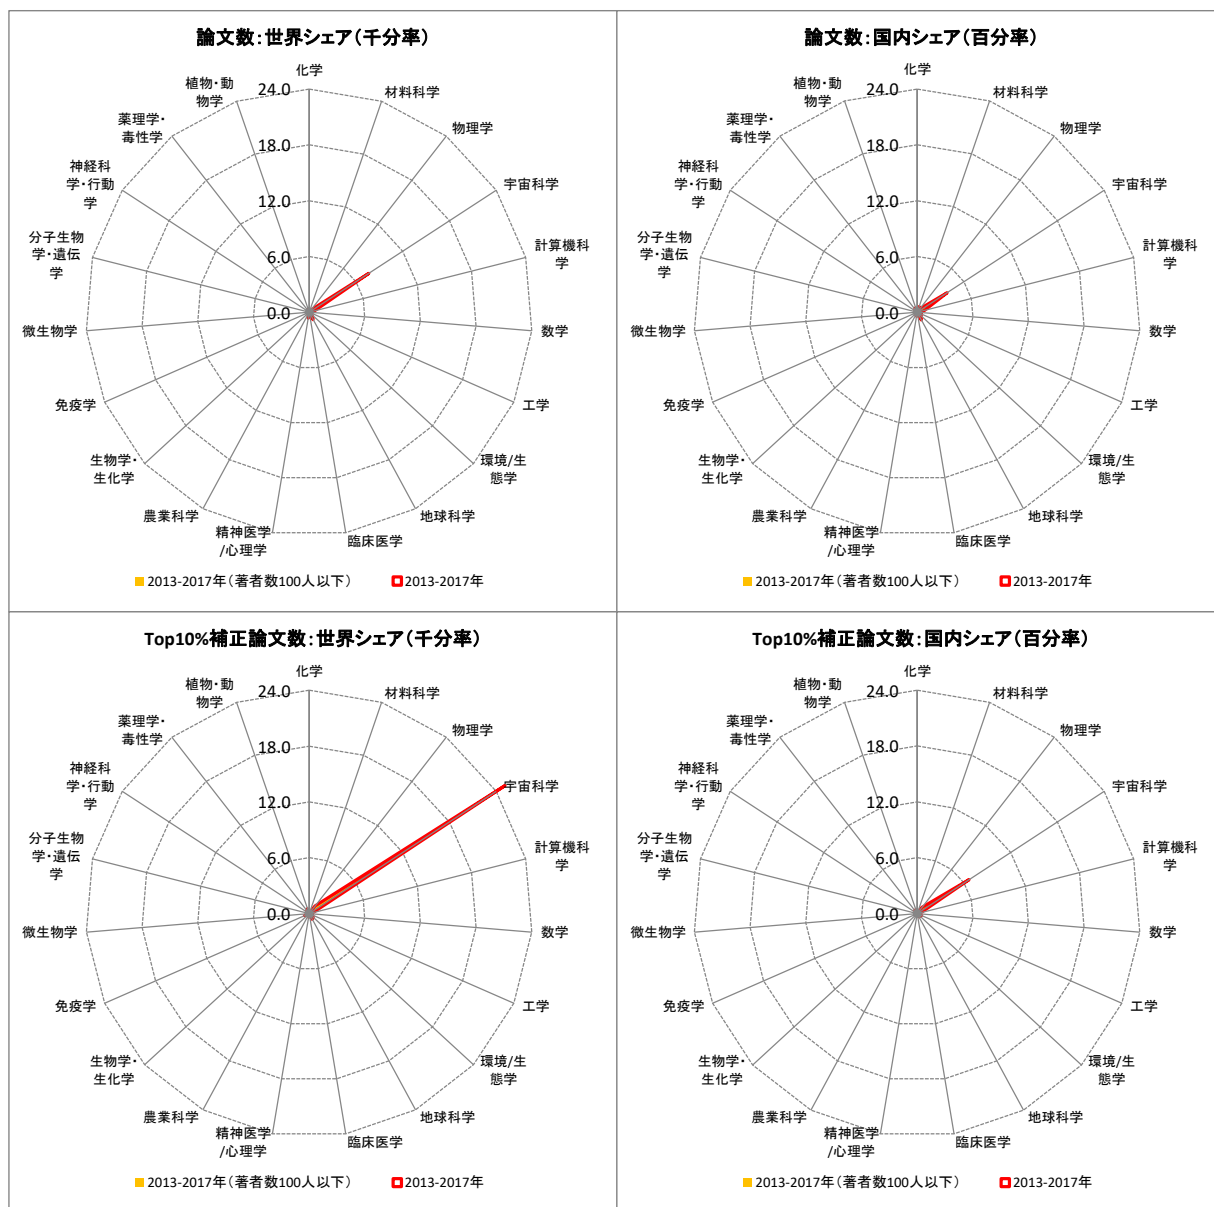 論文数：世界シェア（千分率）
化学
材料科学
物理学
宇宙科学
計算機科
学
数学
工学
環境/生
態学
地球科学
臨床医学
精神医学
/心理学
農業科学
生物学・
生化学
免疫学
微生物学
分子生物
学・遺伝
学
神経科
学・行動
学
薬理学・
毒性学
植物・動
物学
24.0
18.0
12.0
6.0
0.0
2013-2017年（著者数100人以下）
2013-2017年
論文数：国内シェア（百分率）
化学
材料科学
物理学
宇宙科学
計算機科
学
数学
工学
環境/生
態学
地球科学
臨床医学
精神医学
/心理学
農業科学
生物学・
生化学
免疫学
微生物学
分子生物
学・遺伝
学
神経科
学・行動
学
薬理学・
毒性学
植物・動
物学
24.0
18.0
12.0
6.0
0.0
2013-2017年（著者数100人以下）
2013-2017年
Top10%補正論文数：世界シェア（千分率）
化学
材料科学
物理学
宇宙科学
計算機科
学
数学
工学
環境/生
態学
地球科学
臨床医学
精神医学
/心理学
農業科学
生物学・
生化学
免疫学
微生物学
分子生物
学・遺伝
学
神経科
学・行動
学
薬理学・
毒性学
植物・動
物学
24.0
18.0
12.0
6.0
0.0
2013-2017年（著者数100人以下）
2013-2017年
Top10%補正論文数：国内シェア（百分率）
化学
材料科学
物理学
宇宙科学
計算機科
学
数学
工学
環境/生
態学
地球科学
臨床医学
精神医学
/心理学
農業科学
生物学・
生化学
免疫学
微生物学
分子生物
学・遺伝
学
神経科
学・行動
学
薬理学・
毒性学
植物・動
物学
24.0
18.0
12.0
6.0
0.0
2013-2017年（著者数100人以下）
2013-2017年